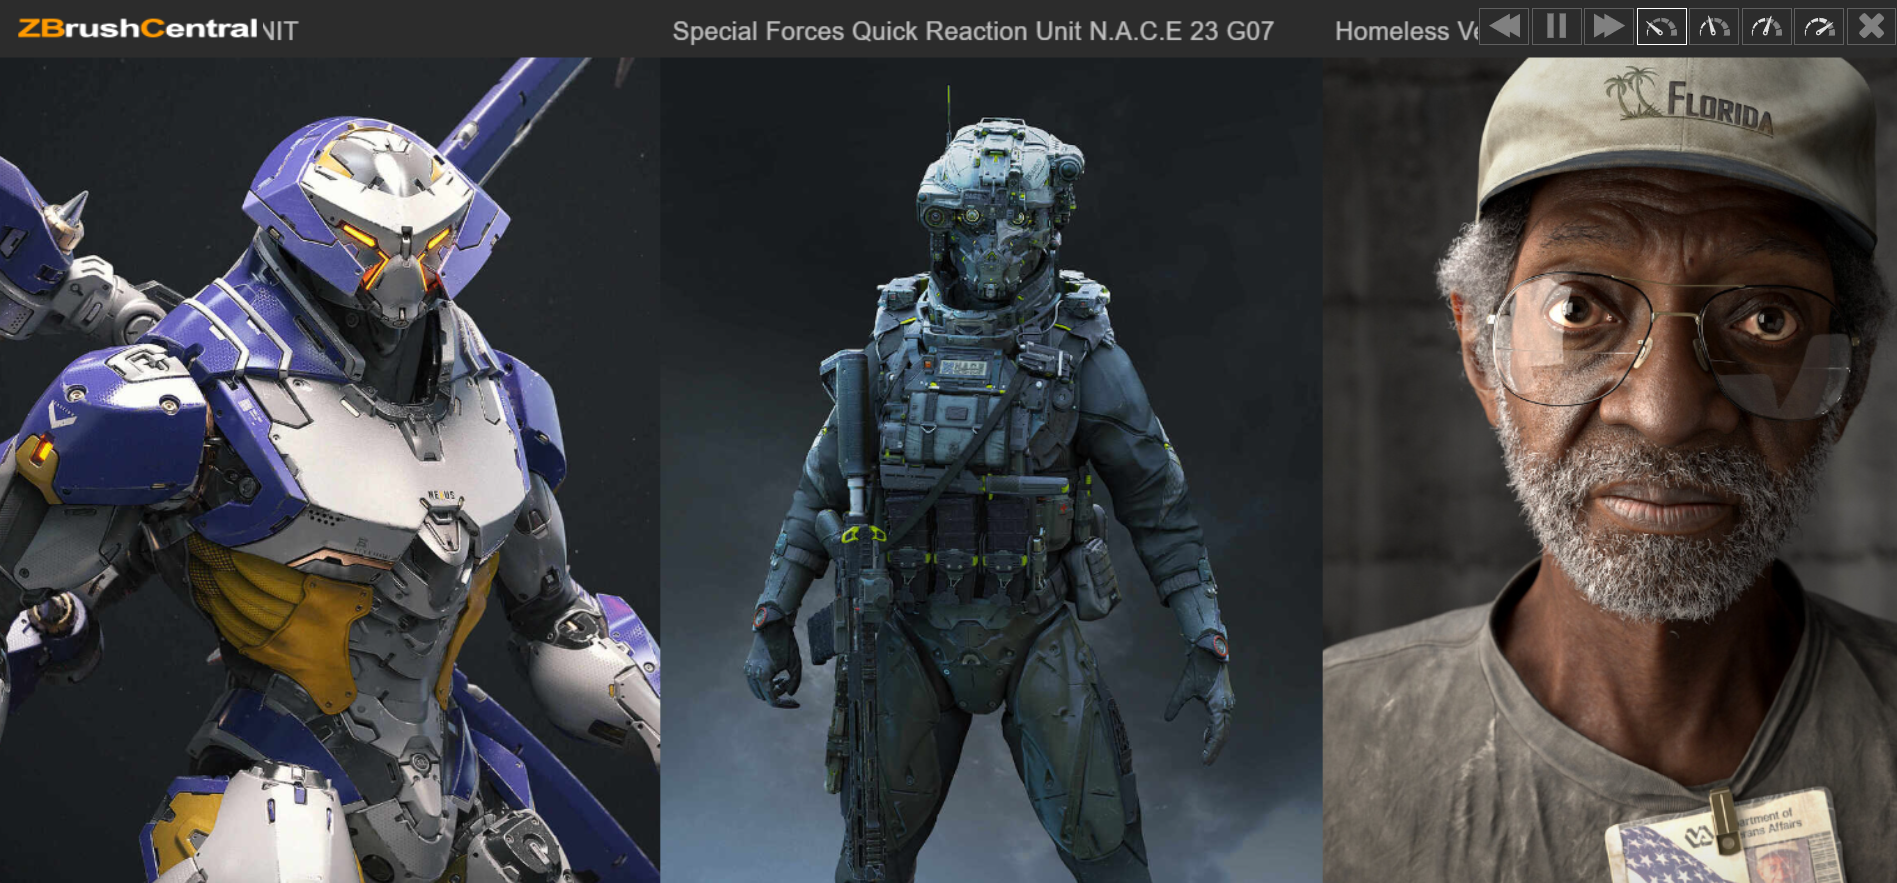 ZBrushCentral NIT
Special Forces Quick Reaction Unit N.A.C.E 23 G07
Homeless Ve
FLORIDA
N.A.C.E
NEXUS
artment of
rans Affairs